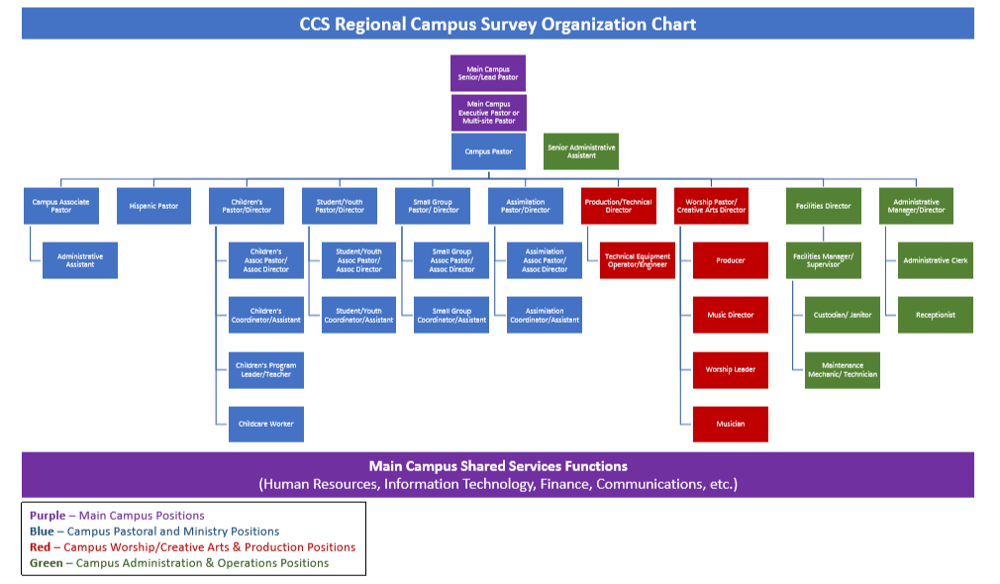 CCS Regional Campus Survey Organization Chart
Main Campus
Senior/Lead Pastor
Main Campus
Executive Pastor or
Multi-site Pastor
Campus Pastor
Senior Administrative
Assistant
Campus Associate
Pastor
Hispanic Pastor
Children's
Pastor/Director
Student/Youth
Pastor/Director
Small Group
Pastor/ Director
Assimilation
Pastor/Director
Production/Technical
Director
Worship Pastor/
Creative Arts Director
Facilities Director
Administrative
Manager/Director
Administrative
Assistant
Children's
Assoc Pastor/
Assoc Director
Student/Youth
Assoc Pastor/
Assoc Director
Small Group
Assoc Pastor/
Assoc Director
Assimilation
Assoc Pastor/
Assoc Director
Technical Equipment
Operator/Engineer
Producer
Facilities Manager/
Supervisor
Administrative Clerk
Children's
Coordinator/Assistant
Student/Youth
Coordinator/Assistant
Small Group
Coordinator/Assistant
Assimilation
Coordinator/Assistant
Music Director
Custodian/ Janitor
Receptionist
Children's Program
Leader/Teacher
Worship Leader
Maintenance
Mechanic/ Technician
Childcare Worker
Musician
Main Campus Shared Services Functions
(Human Resources, Information Technology, Finance, Communications, etc.)
Purple – Main Campus Positions
Blue – Campus Pastoral and Ministry Positions
Red – Campus Worship/Creative Arts & Production Positions
Green – Campus Administration & Operations Positions